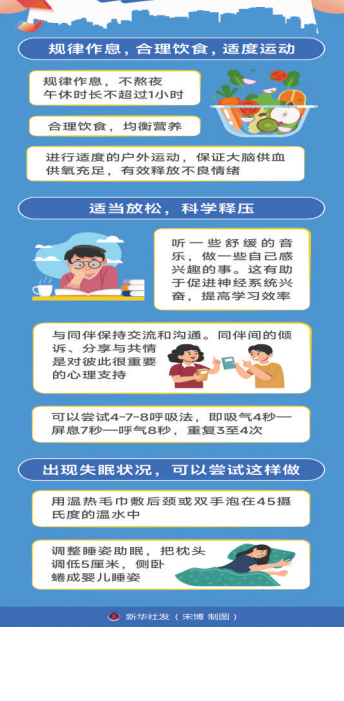 规律作息，合理饮食，适度运动
规律作息，不熬夜
午休时长不超过1小时
合理饮食，均衡营养
进行适度的户外运动，保证大脑供血
供氧充足，有效释放不良情绪
适当放松，科学释压
听一些舒缓的音
乐，做一些自己感
兴趣的事。这有助
于促进神经系统兴
奋，提高学习效率
与同伴保持交流和沟通。同伴间的倾
诉、分享与共情
是对彼此很重要
的心理支持
可以尝试4-7-8呼吸法，即吸气4秒—
屏息7秒—呼气8秒，重复3至4次
出现失眠状况，可以尝试这样做
用温热毛巾敷后颈或双手泡在45摄
氏度的温水中
调整睡姿助眠，把枕头
调低5厘米，侧卧
蜷成婴儿睡姿
新华社发（宋博 制图）